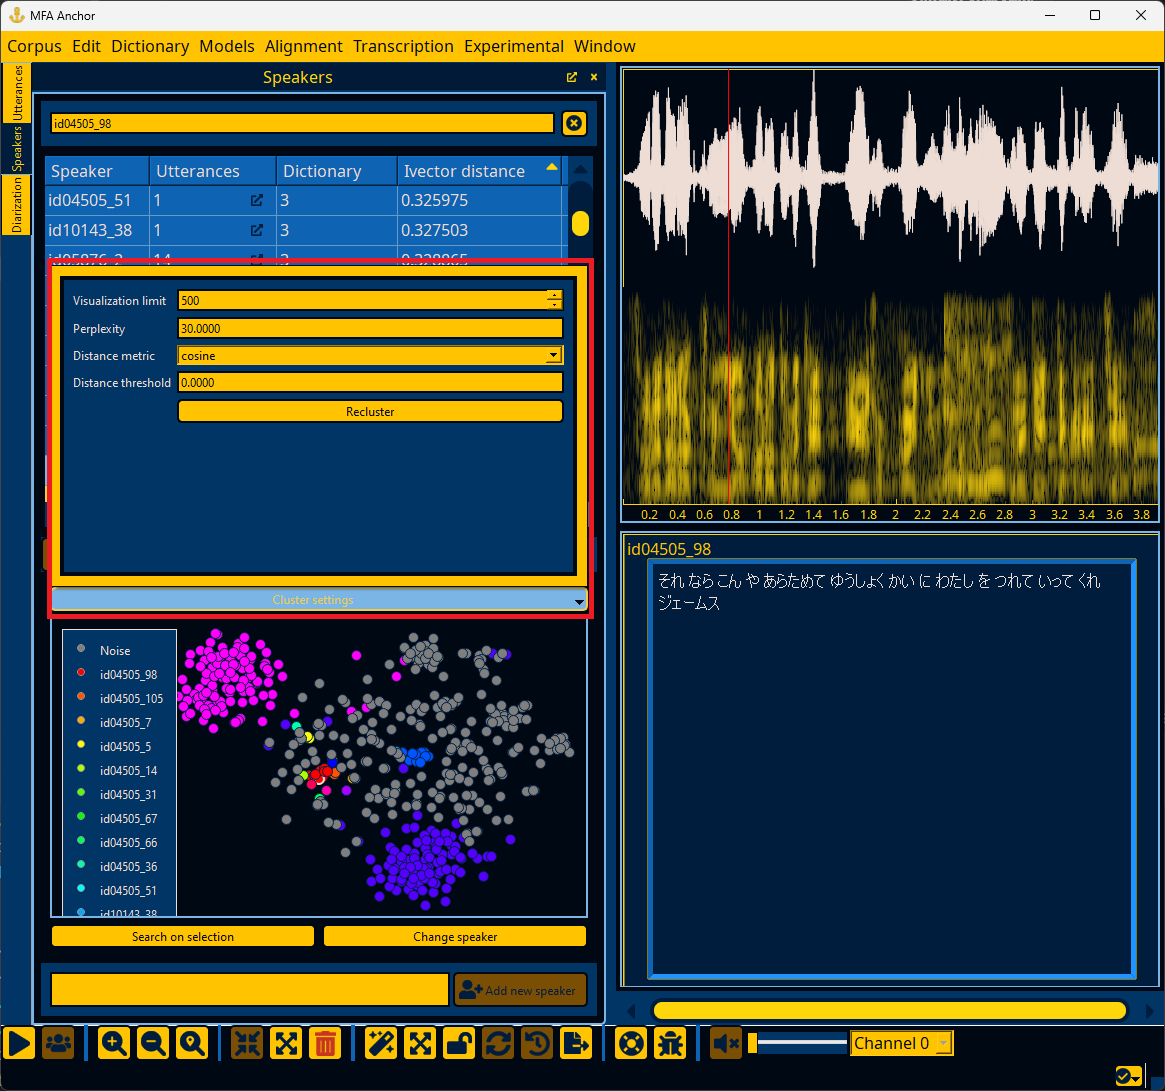 MFA Anchor
Corpus Edit Dictionary Models Alignment Transcription Experimental Window
Utterances
Speakers
Diarization
Speakers
id04505_98
Speaker Utterances Dictionary Ivector distance
id04505_51 1 3 0.325975
id10143_38 1 3 0.327503
Visualization limit 500
Perplexity 30.0000
Distance metric cosine
Distance threshold 0.0000
Recluster
Cluster settings
Noise
id04505_98
id04505_105
id04505_7
id04505_5
id04505_14
id04505_31
id04505_67
id04505_66
id04505_36
id04505_51
id10143_38
Search on selection Change speaker
Add new speaker
0.2 0.4 0.6 0.8 1 1.2 1.4 1.6 1.8 2 2.2 2.4 2.6 2.8 3 3.2 3.4 3.6 3.8
id04505_98
それ なら こん や あらためて ゆうしょく かい に わたし を つれて いって くれ
ジェームス
Channel 0